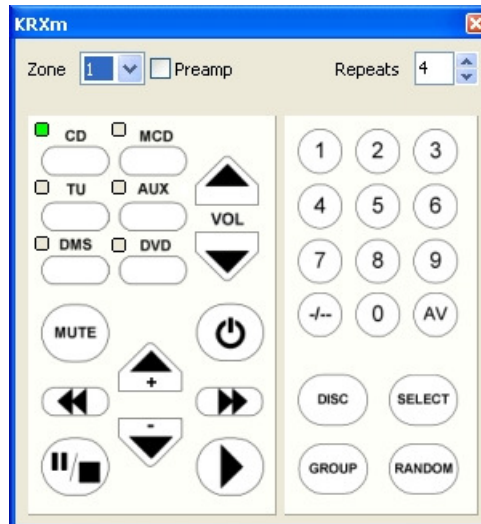 KRXm
Zone 1 Preamp Repeats 4
CD MCD
TU AUX
VOL
DMS DVD
MUTE
+
-
1 2 3
4 5 6
7 8 9
-/-- 0 AV
DISC SELECT
GROUP RANDOM